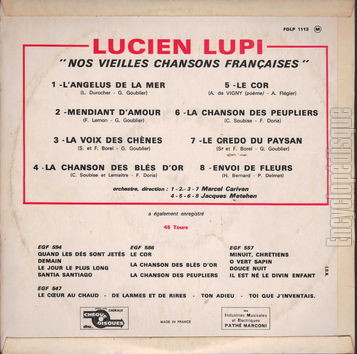 FDLP 1113 M
LUCIEN LUPI
"NOS VIEILLES CHANSONS FRANÇAISES"
1 - L'ANGELUS DE LA MER
(L. Durocher - G. Goublier)
2 - MENDIANT D'AMOUR
(F. Lemon - G. Goublier)
3 - LA VOIX DES CHÊNES
(S. et F. Borel - G. Goublier)
4 - LA CHANSON DES BLÉS D'OR
(C. Soubise et Lemaitre - F. Doria)
5 - LE COR
(A. de VIGNY (poème) - A. Flégier)
6 - LA CHANSON DES PEUPLIERS
(C. Soubise - F. Doria)
7 - LE CREDO DU PAYSAN
(S. et F. Borel - G. Goublier)
8 - ENVOI DE FLEURS
(H. Bernard - P. Delmet)
orchestre, direction : 1 - 2 - 3 - 7 Marcel Cariven
4 - 5 - 6 - 8 Jacques Metehen
a également enregistré
45 Tours
EGF 594
QUAND LES DÉS SONT JETÉS
DEMAIN
LE JOUR LE PLUS LONG
SANTIA SANTIAGO
EGF 586
LE COR
LA CHANSON DES BLÉS D'OR
LA CHANSON DES PEUPLIERS
EGF 557
MINUIT, CHRÉTIENS
O VERT SAPIN
DOUCE NUIT
IL EST NÉ LE DIVIN ENFANT
EGF 547
LE CŒUR AU CHAUD - DE LARMES ET DE RIRES - TON ADIEU - TOI QUE J'INVENTAIS.
CHÈQUE DISQUES
MADE IN FRANCE
les Industries Musicales et Electriques
PATHÉ MARCONI
Encyclopédisque